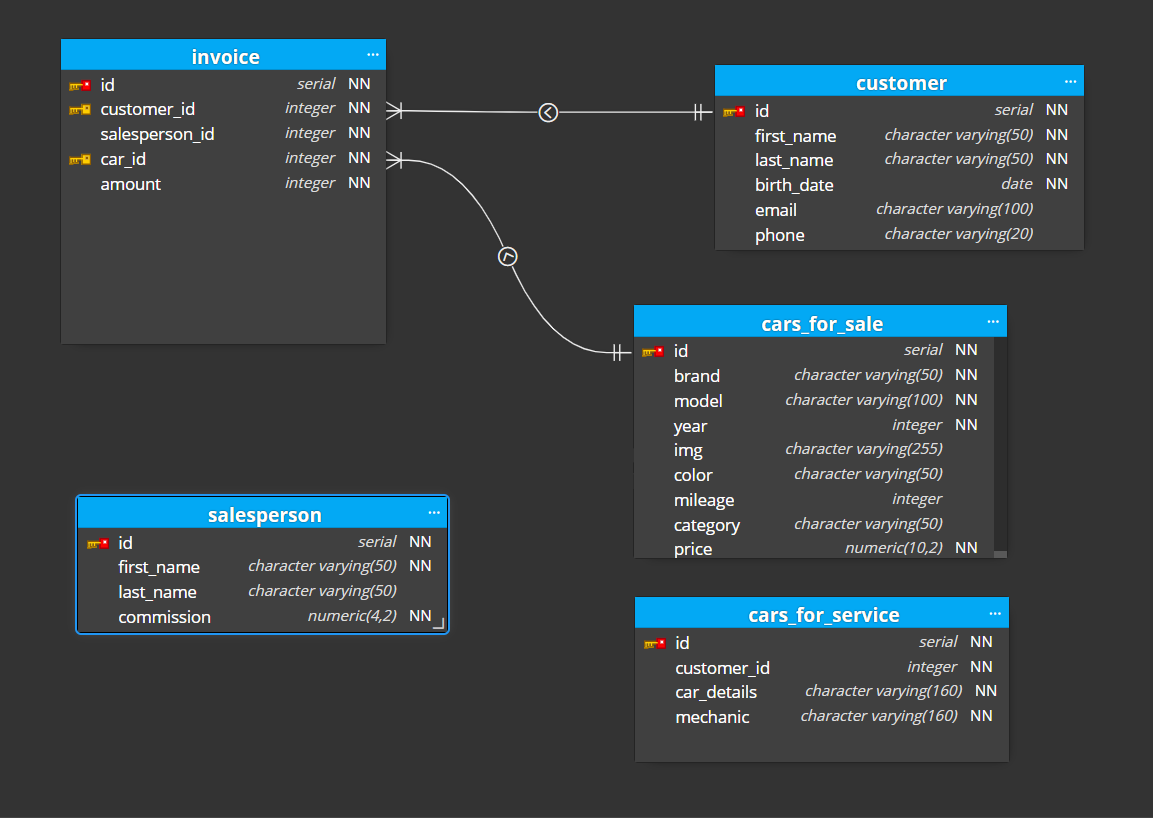 invoice ...
id serial NN
customer_id integer NN
salesperson_id integer NN
car_id integer NN
amount integer NN
customer ...
id serial NN
first_name character varying(50) NN
last_name character varying(50) NN
birth_date date NN
email character varying(100)
phone character varying(20)
cars_for_sale ...
id serial NN
brand character varying(50) NN
model character varying(100) NN
year integer NN
img character varying(255)
color character varying(50)
mileage integer
category character varying(50)
price numeric(10,2) NN
salesperson ...
id serial NN
first_name character varying(50) NN
last_name character varying(50)
commission numeric(4,2) NN
cars_for_service ...
id serial NN
customer_id integer NN
car_details character varying(160) NN
mechanic character varying(160) NN